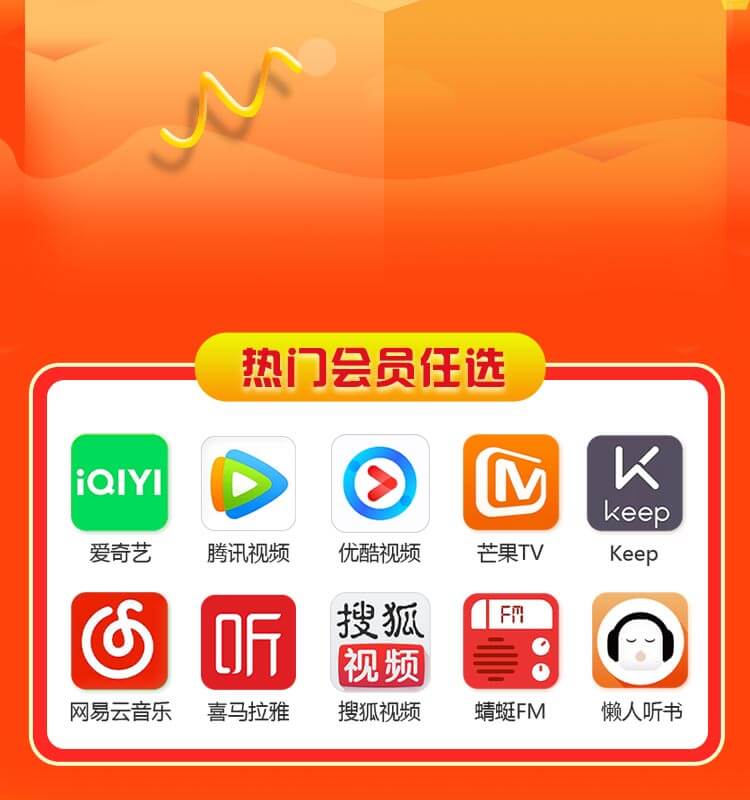 热门会员任选
iQIYI
keep
爱奇艺 腾讯视频 优酷视频 芒果TV Keep
听 搜狐 视频 FM
网易云音乐 喜马拉雅 搜狐视频 蜻蜓FM 懒人听书